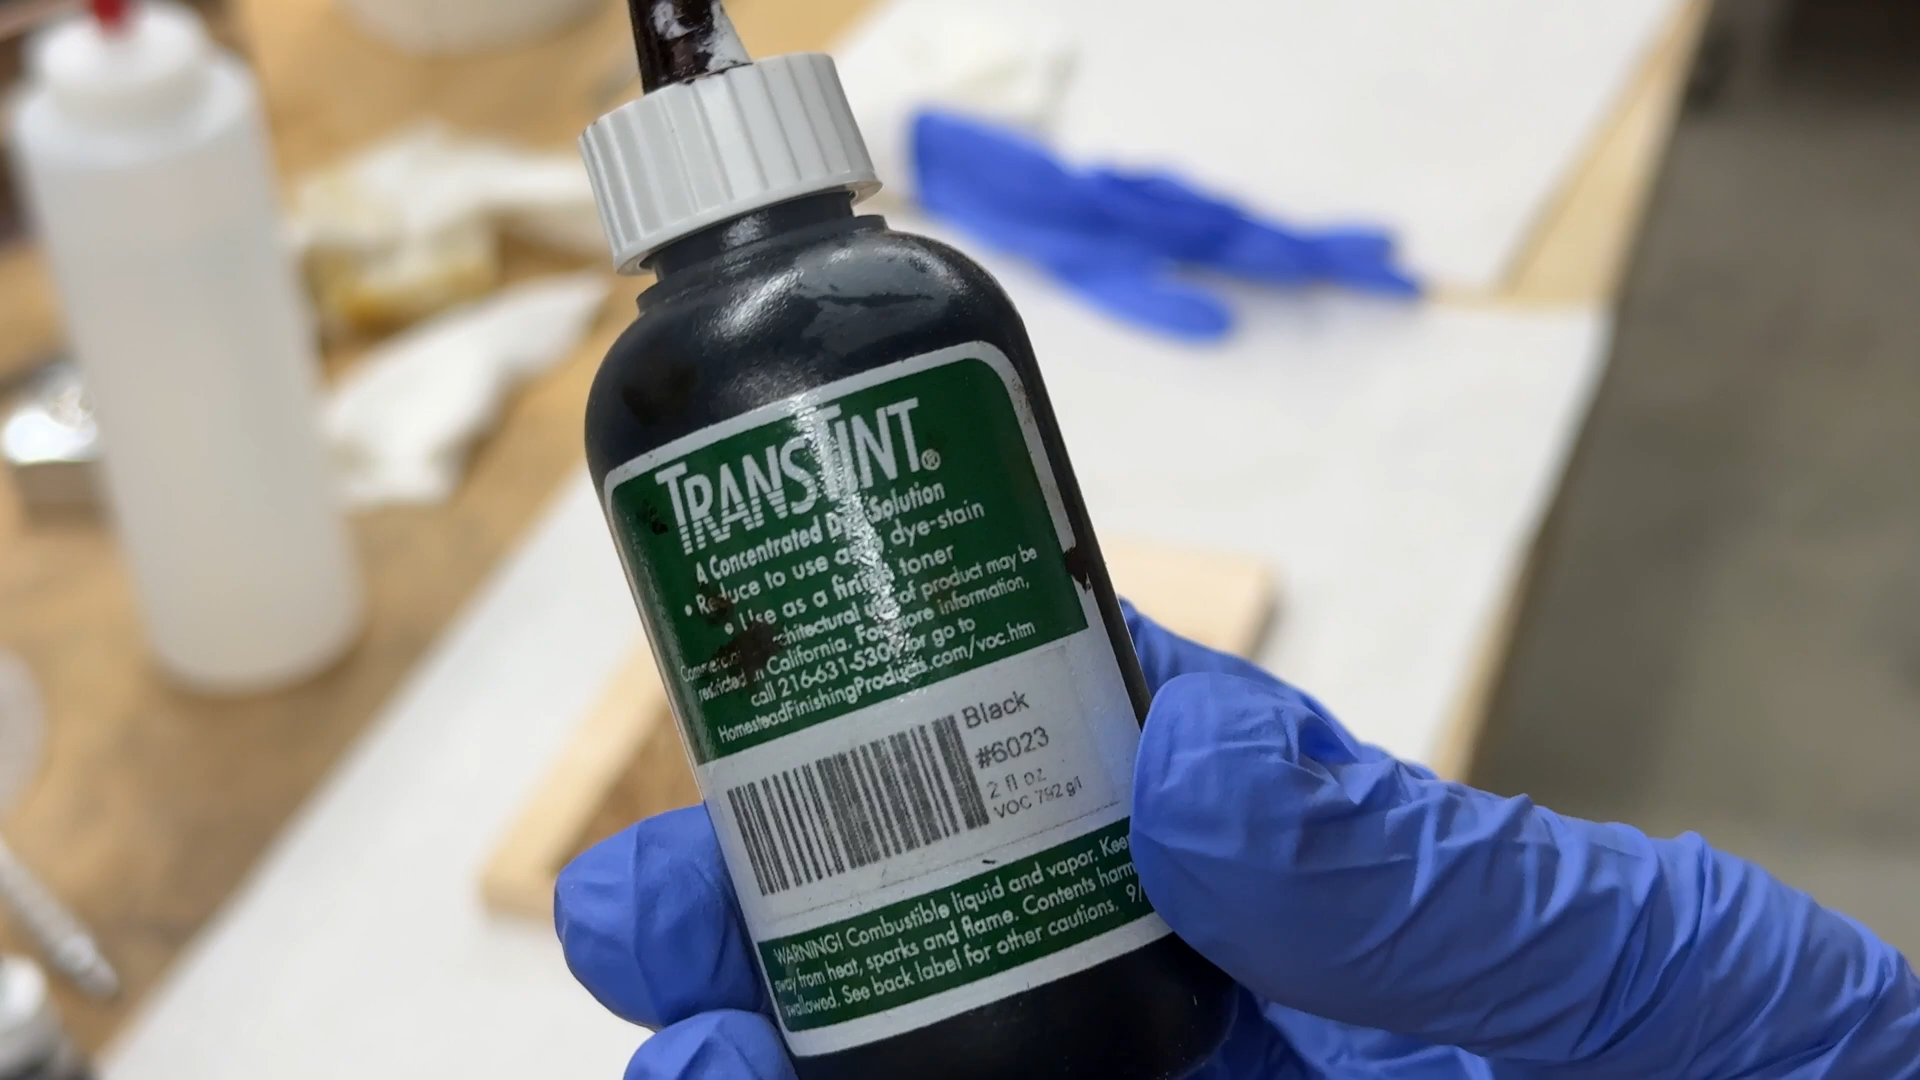 TRANSTINT®
A Concentrated Dye Solution
• Reduce to use as a dye-stain
• Use as a finish toner
Commercial architectural use of product may be
restricted in California. For more information,
call 216-631-5309 or go to
HomesteadFinishingProducts.com/voc.htm
Black
#6023
2 fl oz
VOC 792 g/l
WARNING! Combustible liquid and vapor. Keep
away from heat, sparks and flame. Contents harm
swallowed. See back label for other cautions. 9/